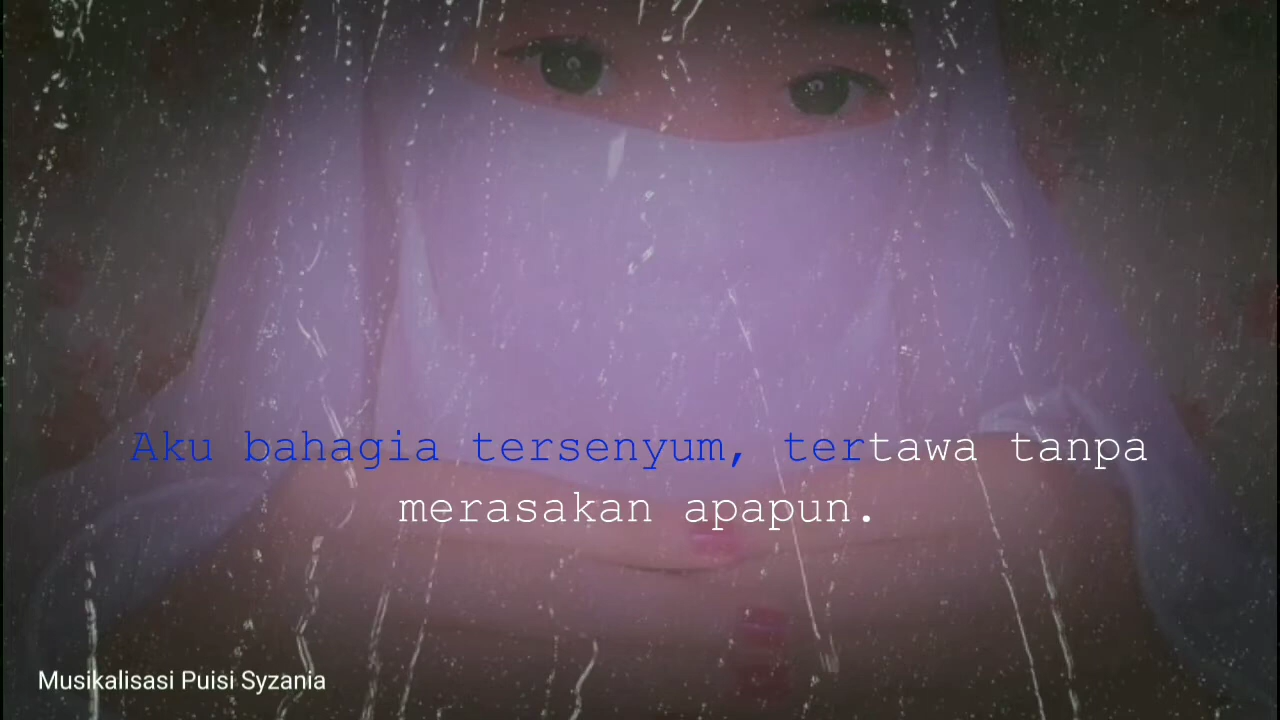 Aku bahagia tersenyum, tertawa tanpa
merasakan apapun.
Musikalisasi Puisi Syzania